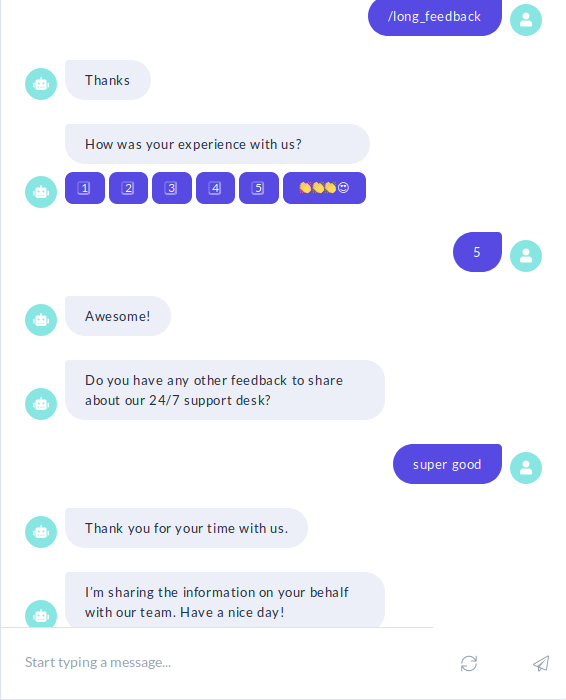 /long_feedback
Thanks
How was your experience with us?
1 2 3 4 5 👏👏👏😍
5
Awesome!
Do you have any other feedback to share
about our 24/7 support desk?
super good
Thank you for your time with us.
I'm sharing the information on your behalf
with our team. Have a nice day!
Start typing a message...